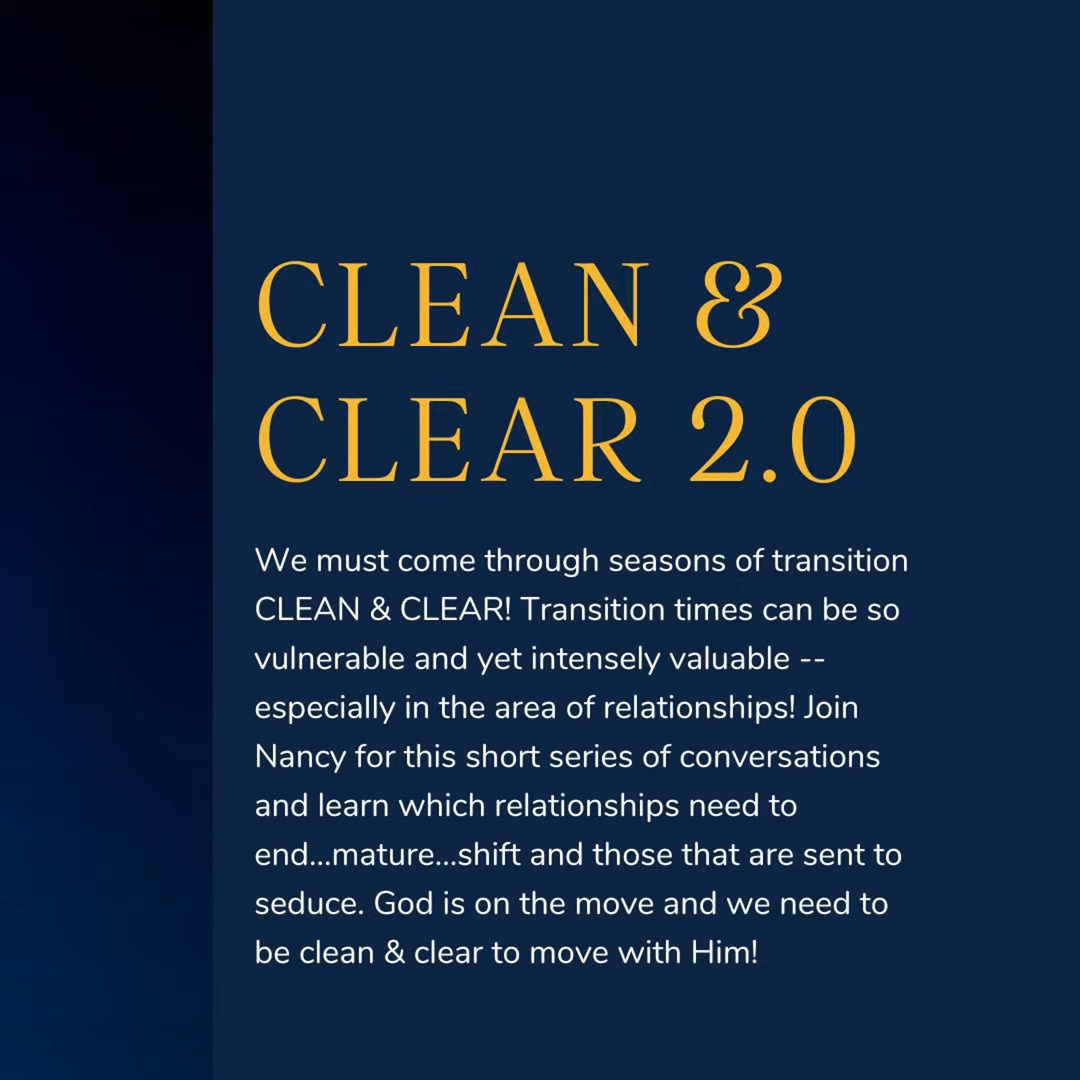 CLEAN &
CLEAR 2.0
We must come through seasons of transition
CLEAN & CLEAR! Transition times can be so
vulnerable and yet intensely valuable --
especially in the area of relationships! Join
Nancy for this short series of conversations
and learn which relationships need to
end...mature...shift and those that are sent to
seduce. God is on the move and we need to
be clean & clear to move with Him!